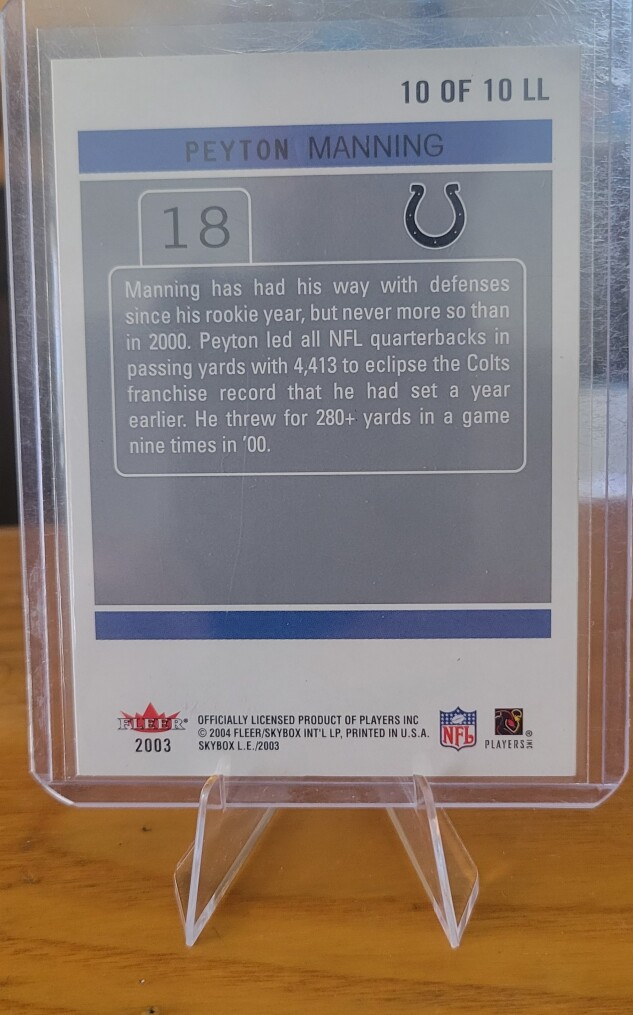 10 OF 10 LL
PEYTON MANNING
18
Manning has had his way with defenses
since his rookie year, but never more so than
in 2000. Peyton led all NFL quarterbacks in
passing yards with 4,413 to eclipse the Colts
franchise record that he had set a year
earlier. He threw for 280+ yards in a game
nine times in '00.
FLEER®
2003
OFFICIALLY LICENSED PRODUCT OF PLAYERS INC
© 2004 FLEER/SKYBOX INT'L LP, PRINTED IN U.S.A.
SKYBOX L.E./2003
NFL
PLAYERS INC ®